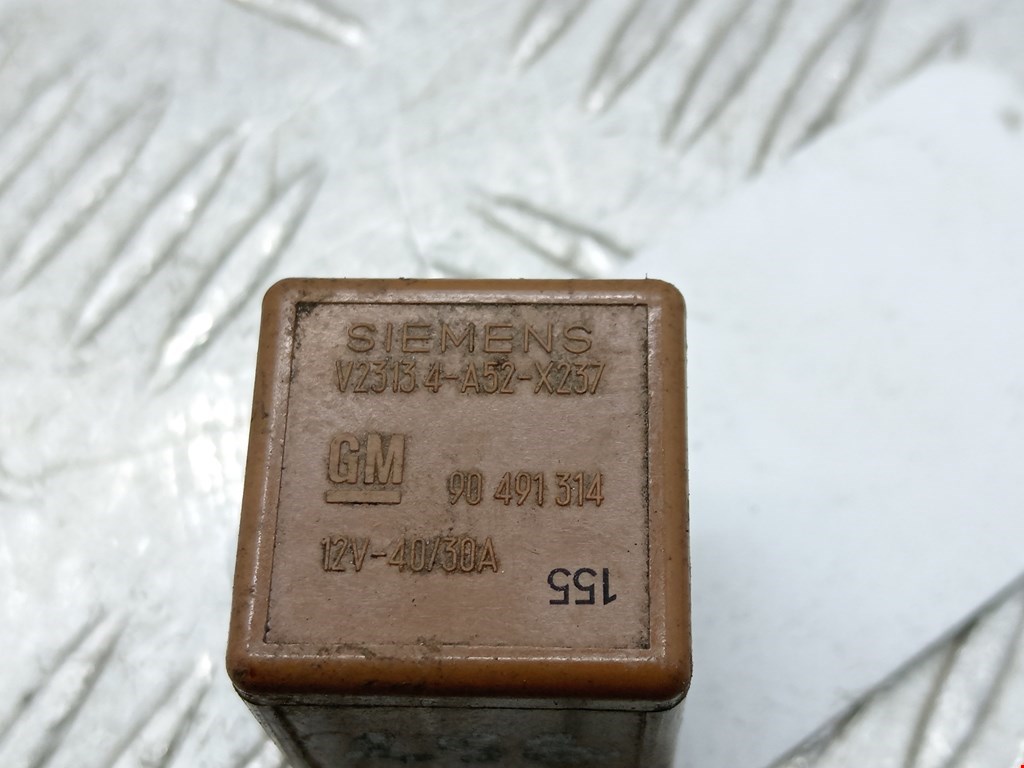 SIEMENS
V23134-A52-X237
GM 90 491 314
12V-40/30A
155